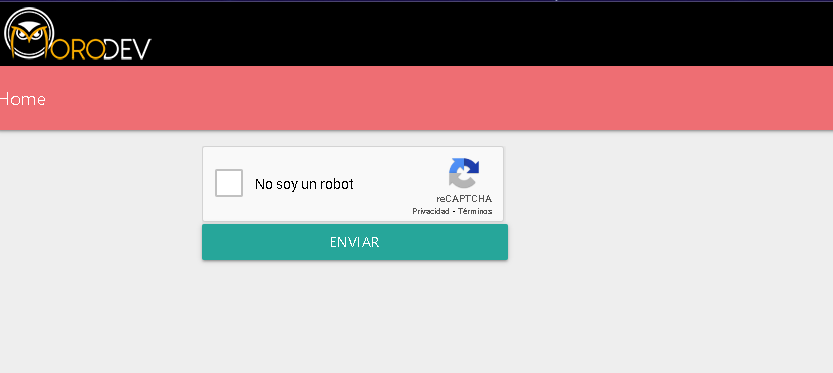 ORODEV
Home
No soy un robot
reCAPTCHA
Privacidad - Términos
ENVIAR